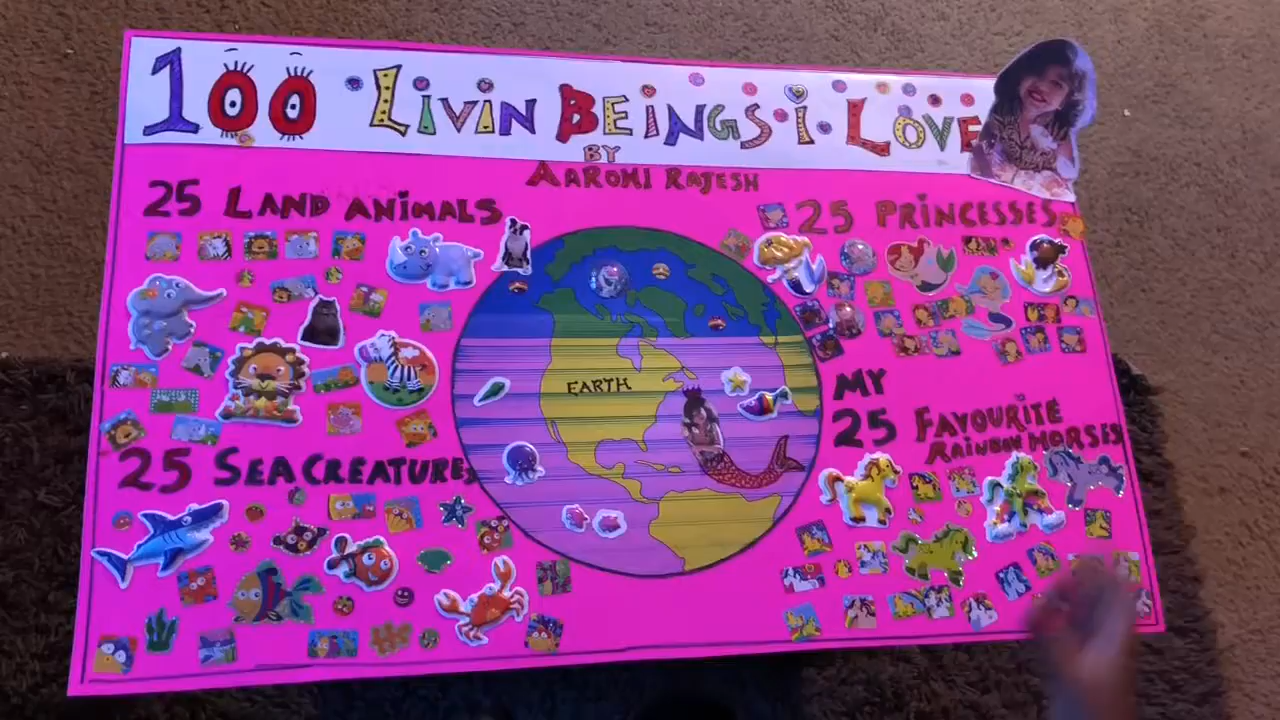 100 LIVIN BEINGS i LOVE
BY
AAROHI RAJESH
25 LAND ANIMALS
25 PRINCESSES
EARTH
MY
25 FAVOURITE
RAINBOW HORSES
25 SEA CREATURES